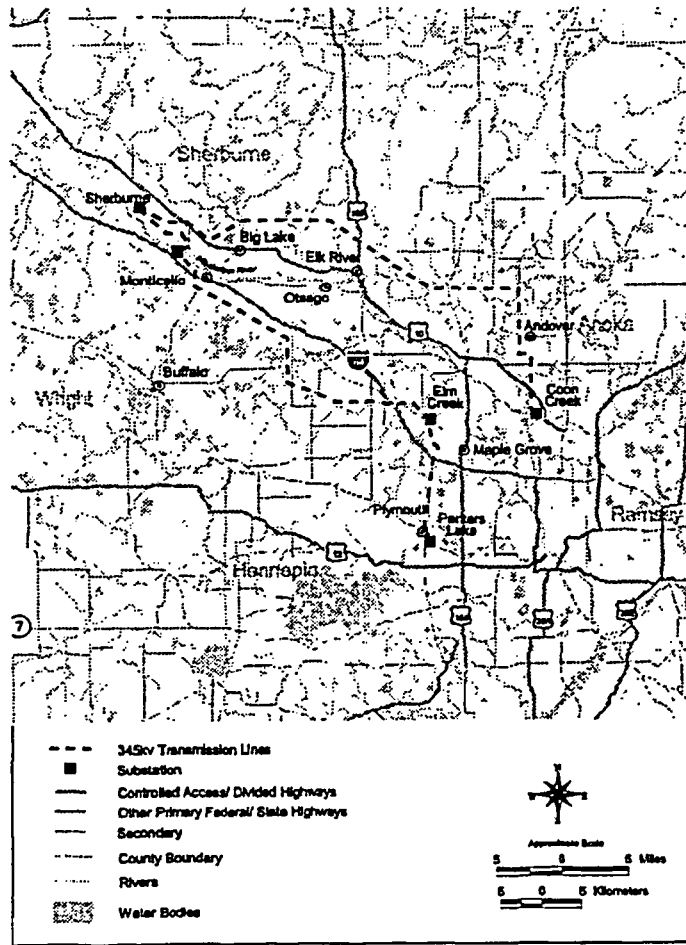 Sherburne
Sherburne
Big Lake
Elk River
Monticello
Otsego
Andover
Buffalo
Wright
Elm
Creek
Coon
Creek
Maple Grove
Plymouth
Parkers
Lake
Hennepin
7
345kv Transmission Lines
Substation
Controlled Access/ Divided Highways
Other Primary Federal/ State Highways
Secondary
County Boundary
Rivers
Water Bodies
Approximate Scale
5 0 5 Miles
5 0 5 Kilometers